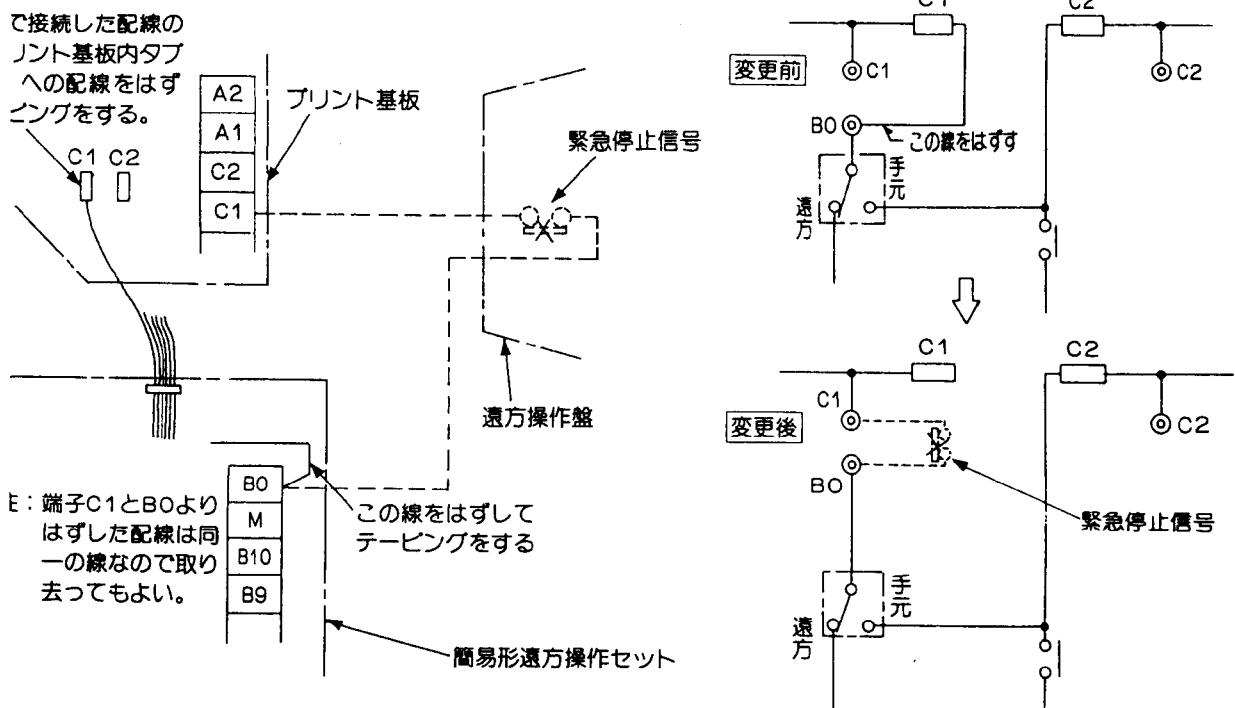 で接続した配線の
リント基板内タブ
への配線をはず
ピングをする。
C1 C2
A2
A1
C2
C1
プリント基板
緊急停止信号
遠方操作盤
B0
M
B10
B9
この線をはずして
テーピングをする
注：端子C1とB0より
はずした配線は同
一の線なので取り
去ってもよい。
簡易形遠方操作セット
C1
C2
変更前
C1
C2
B0
この線をはずす
手元
遠方
C1
C2
変更後
C1
C2
B0
緊急停止信号
手元
遠方